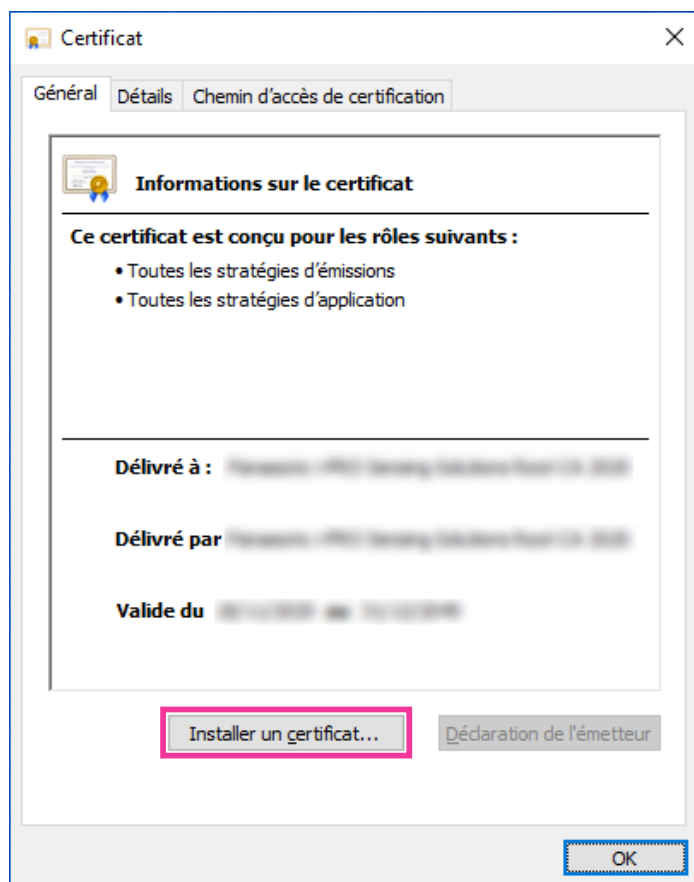 Certificat
Général Détails Chemin d'accès de certification
Informations sur le certificat
Ce certificat est conçu pour les rôles suivants :
• Toutes les stratégies d'émissions
• Toutes les stratégies d'application
Délivré à :
Délivré par
Valide du
Installer un certificat... Déclaration de l'émetteur
OK